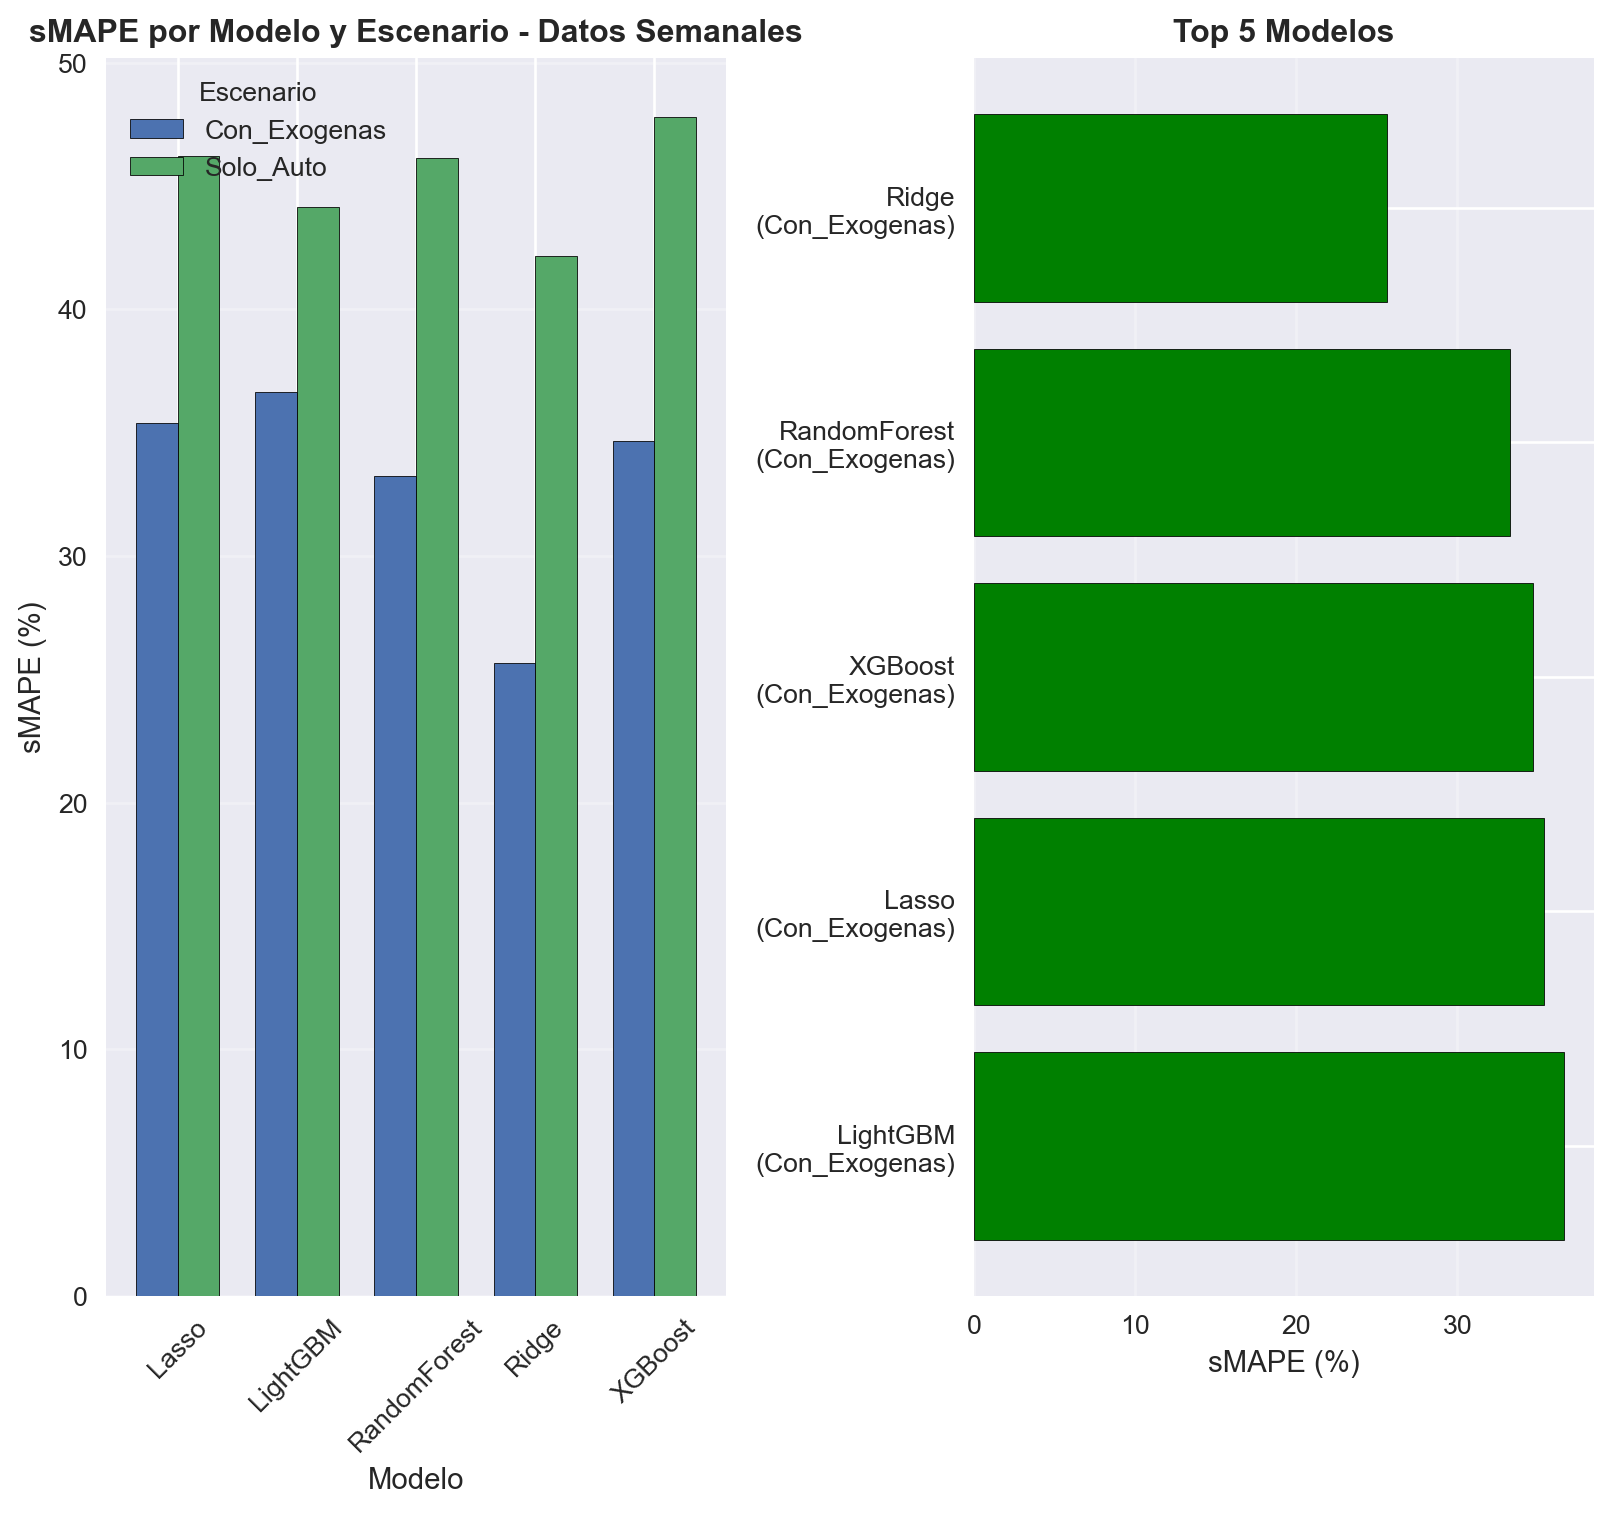 sMAPE por Modelo y Escenario - Datos Semanales
50
40
30
20
10
0
sMAPE (%)
Escenario
Con_Exogenas
Solo_Auto
Lasso
LightGBM
RandomForest
Ridge
XGBoost
Modelo
Top 5 Modelos
Ridge
(Con_Exogenas)
RandomForest
(Con_Exogenas)
XGBoost
(Con_Exogenas)
Lasso
(Con_Exogenas)
LightGBM
(Con_Exogenas)
0
10
20
30
sMAPE (%)